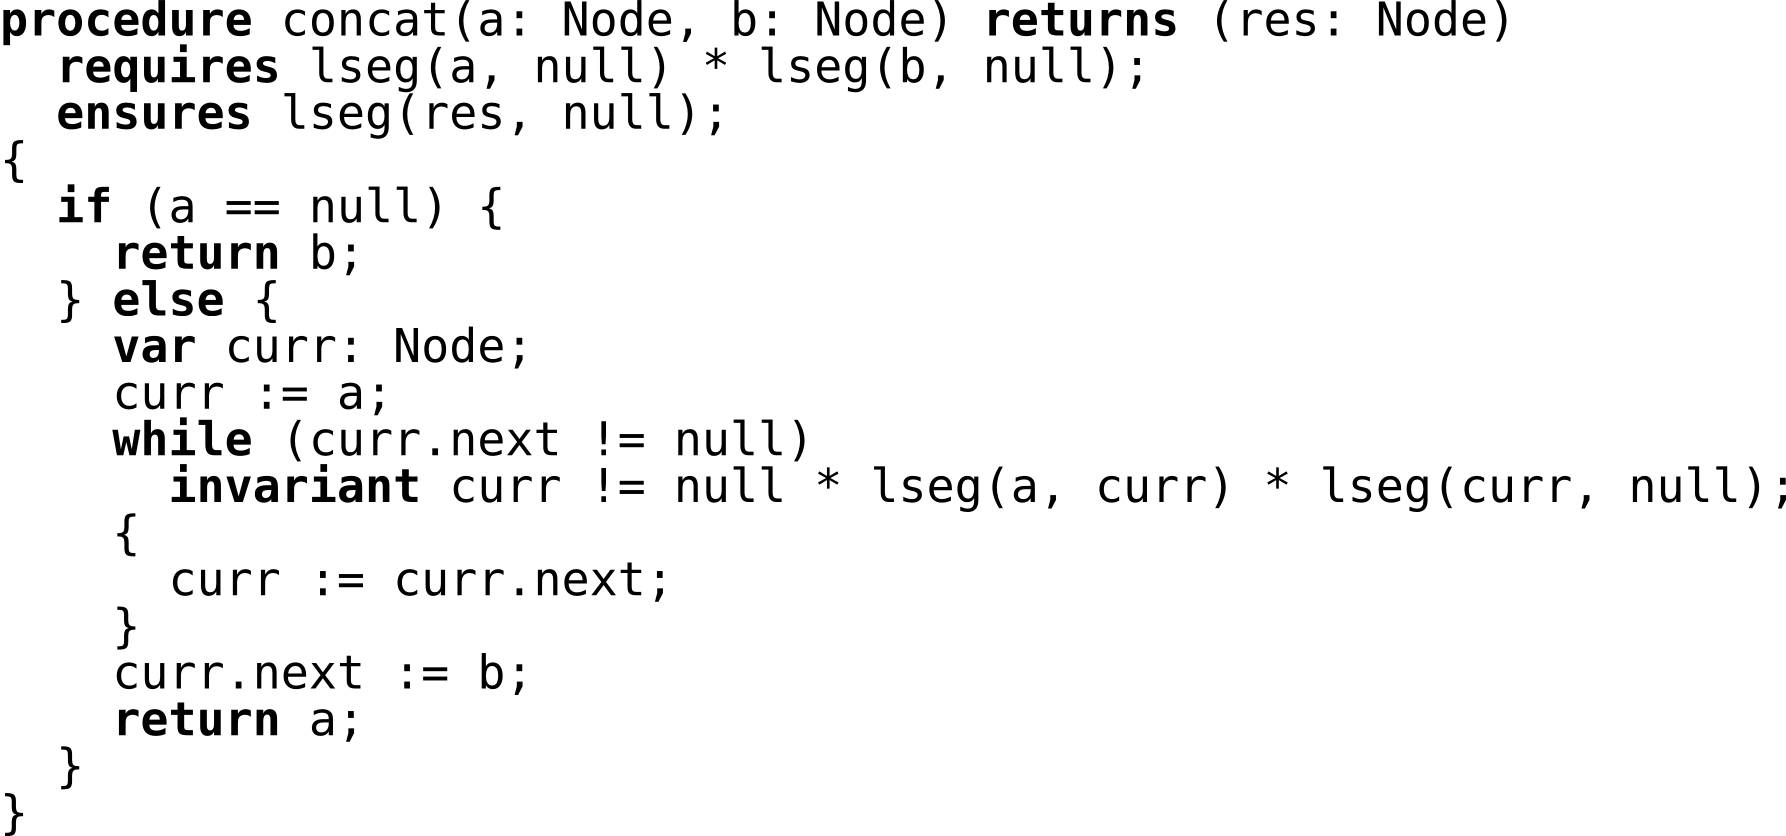 procedure concat(a: Node, b: Node) returns (res: Node)
  requires lseg(a, null) * lseg(b, null);
  ensures lseg(res, null);
{
  if (a == null) {
    return b;
  } else {
    var curr: Node;
    curr := a;
    while (curr.next != null)
      invariant curr != null * lseg(a, curr) * lseg(curr, null);
    {
      curr := curr.next;
    }
    curr.next := b;
    return a;
  }
}